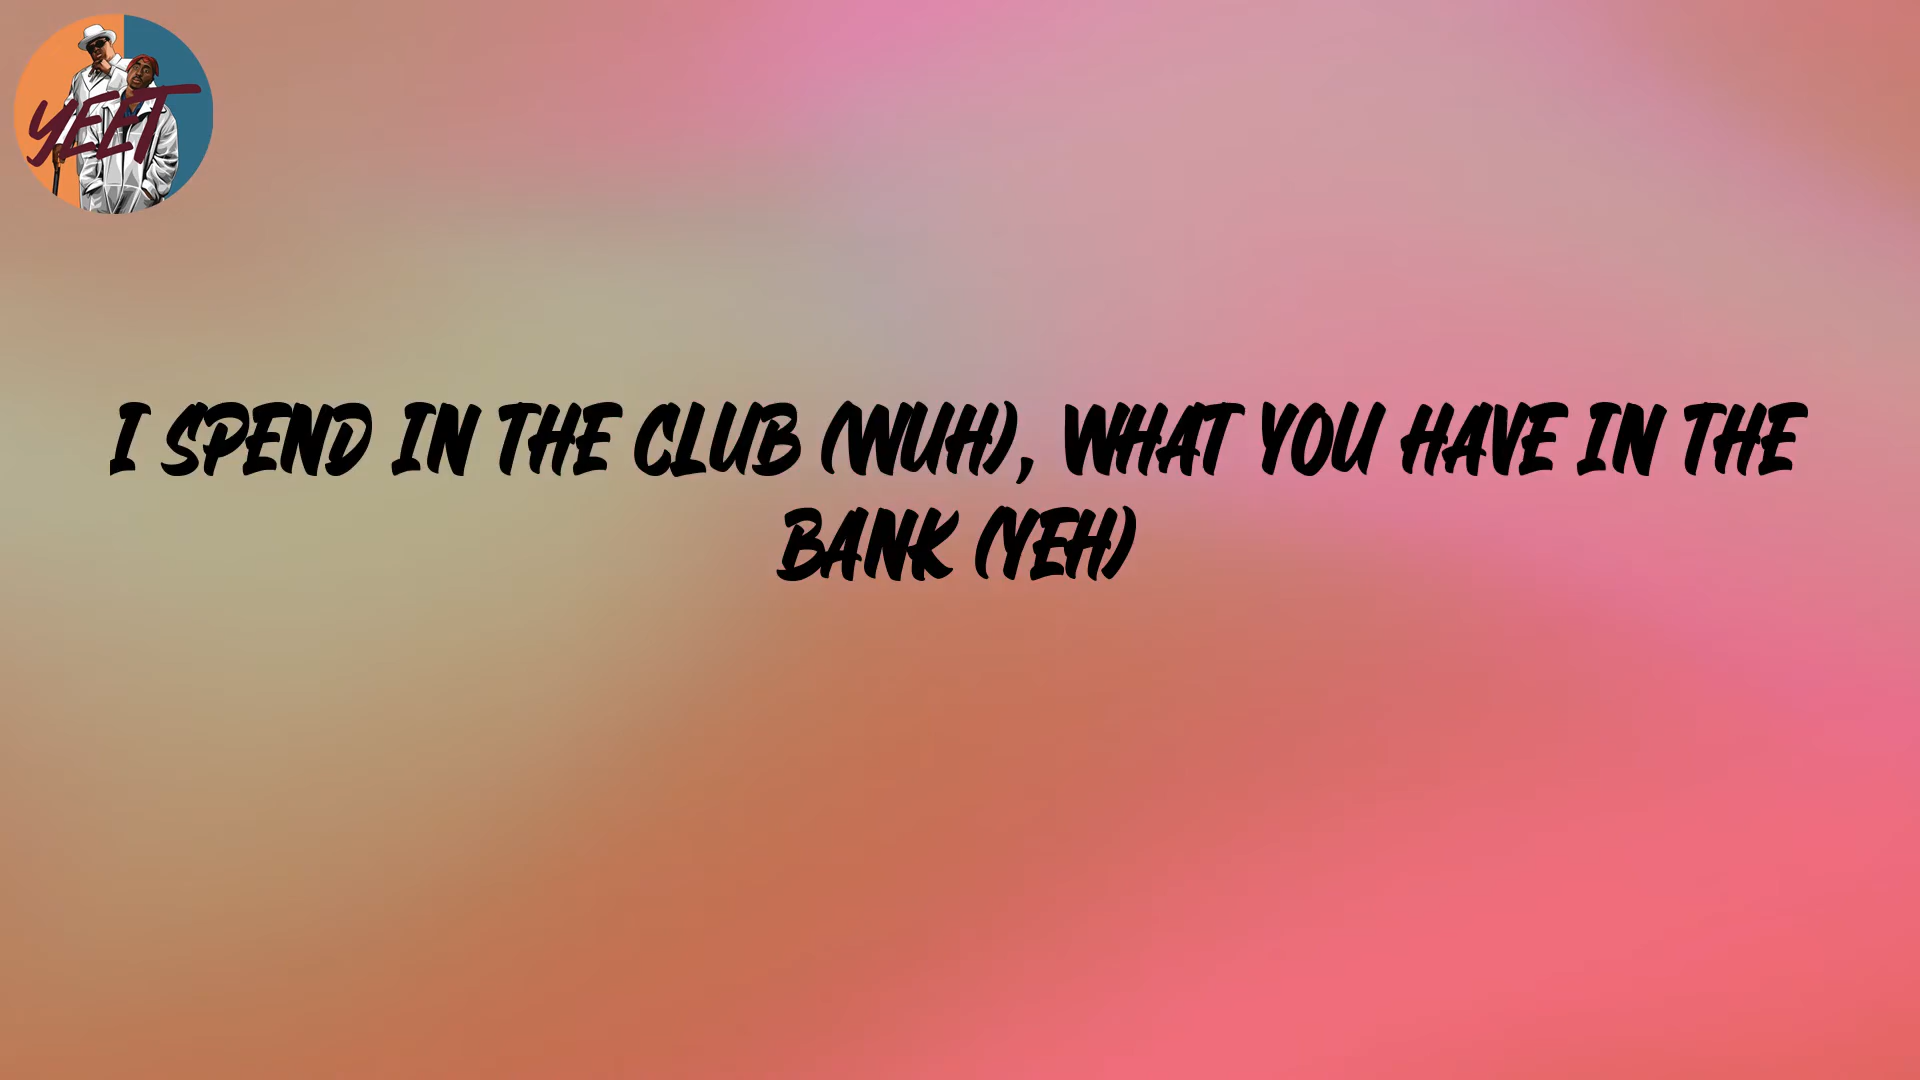 YEET
I SPEND IN THE CLUB (WUH), WHAT YOU HAVE IN THE
BANK (YEH)